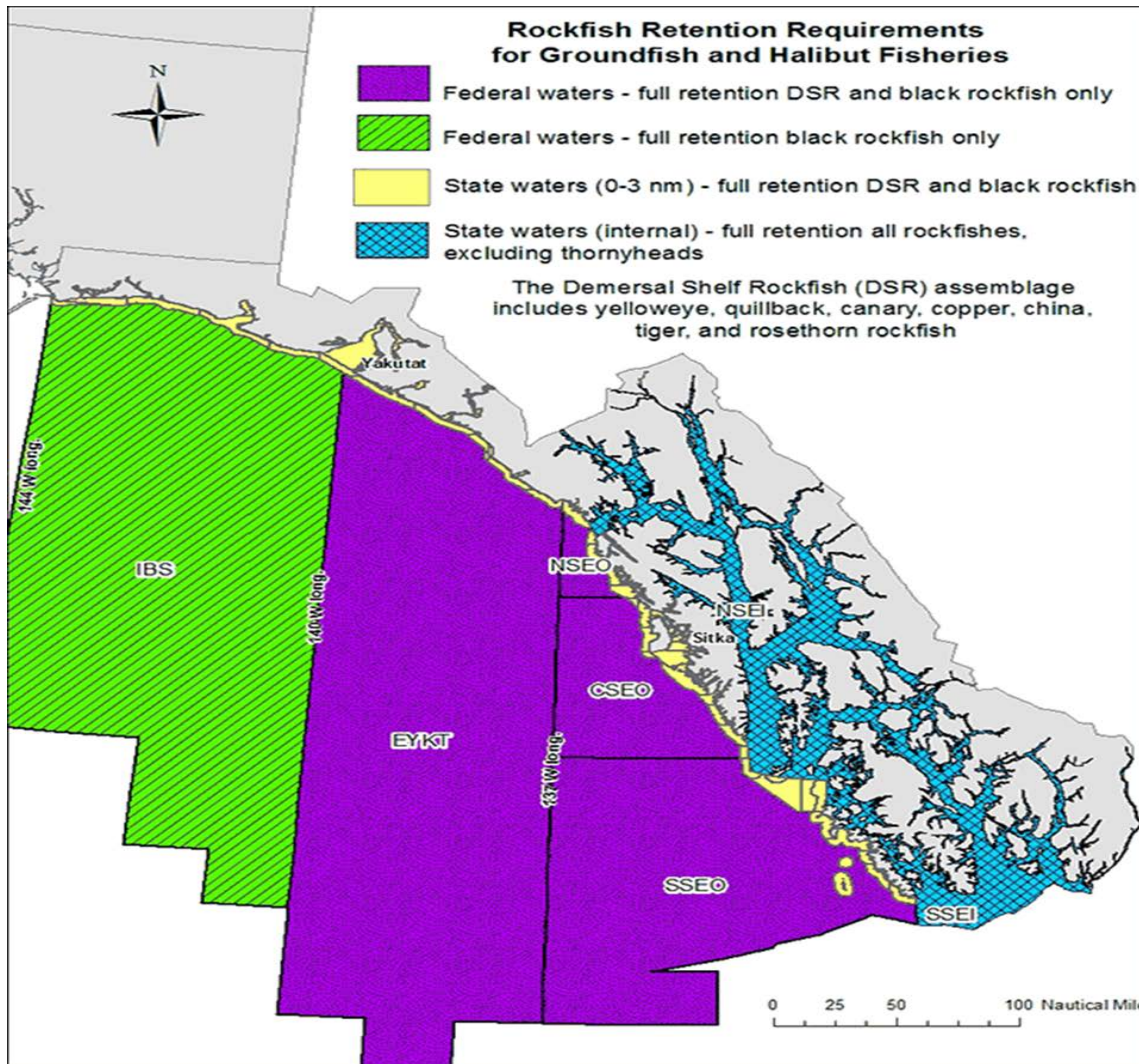 Rockfish Retention Requirements
for Groundfish and Halibut Fisheries
N
Federal waters - full retention DSR and black rockfish only
Federal waters - full retention black rockfish only
State waters (0-3 nm) - full retention DSR and black rockfish
State waters (internal) - full retention all rockfishes,
excluding thornyheads
The Demersal Shelf Rockfish (DSR) assemblage
includes yelloweye, quillback, canary, copper, china,
tiger, and rosethorn rockfish
Yakutat
144 W long.
IBS
140 W long.
NSEO
NSEI
Sitka
CSEO
EYKT
137 W long.
SSEO
SSEI
0 25 50 100 Nautical Mile